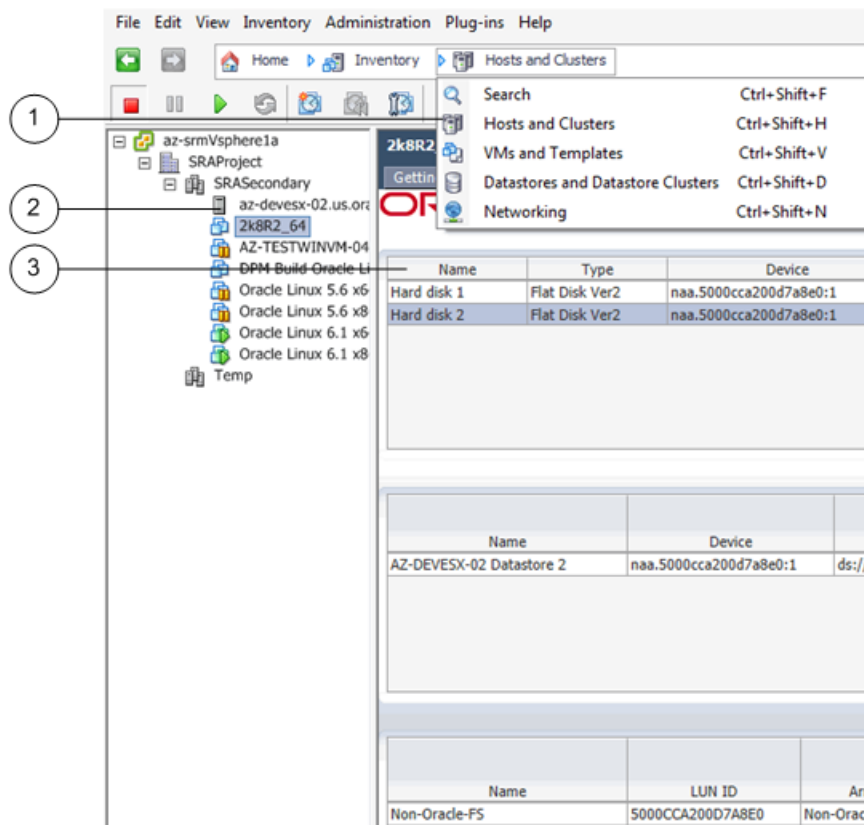 File Edit View Inventory Administration Plug-ins Help
Home Inventory Hosts and Clusters
1
Search Ctrl+Shift+F
Hosts and Clusters Ctrl+Shift+H
VMs and Templates Ctrl+Shift+V
Datastores and Datastore Clusters Ctrl+Shift+D
Networking Ctrl+Shift+N
az-srmVsphere1a
SRAProject
SRASecondary
2
az-devesx-02.us.ora
2k8R2_64
AZ-TESTWINVM-04
3
DPM Build Oracle Li
Oracle Linux 5.6 x6
Oracle Linux 5.6 x8
Oracle Linux 6.1 x6
Oracle Linux 6.1 x8
Temp
2k8R2
Gettin
OR
Name Type Device
Hard disk 1 Flat Disk Ver2 naa.5000cca200d7a8e0:1
Hard disk 2 Flat Disk Ver2 naa.5000cca200d7a8e0:1
Name Device
AZ-DEVESX-02 Datastore 2 naa.5000cca200d7a8e0:1 ds://
Name LUN ID Ar
Non-Oracle-FS 5000CCA200D7A8E0 Non-Orac